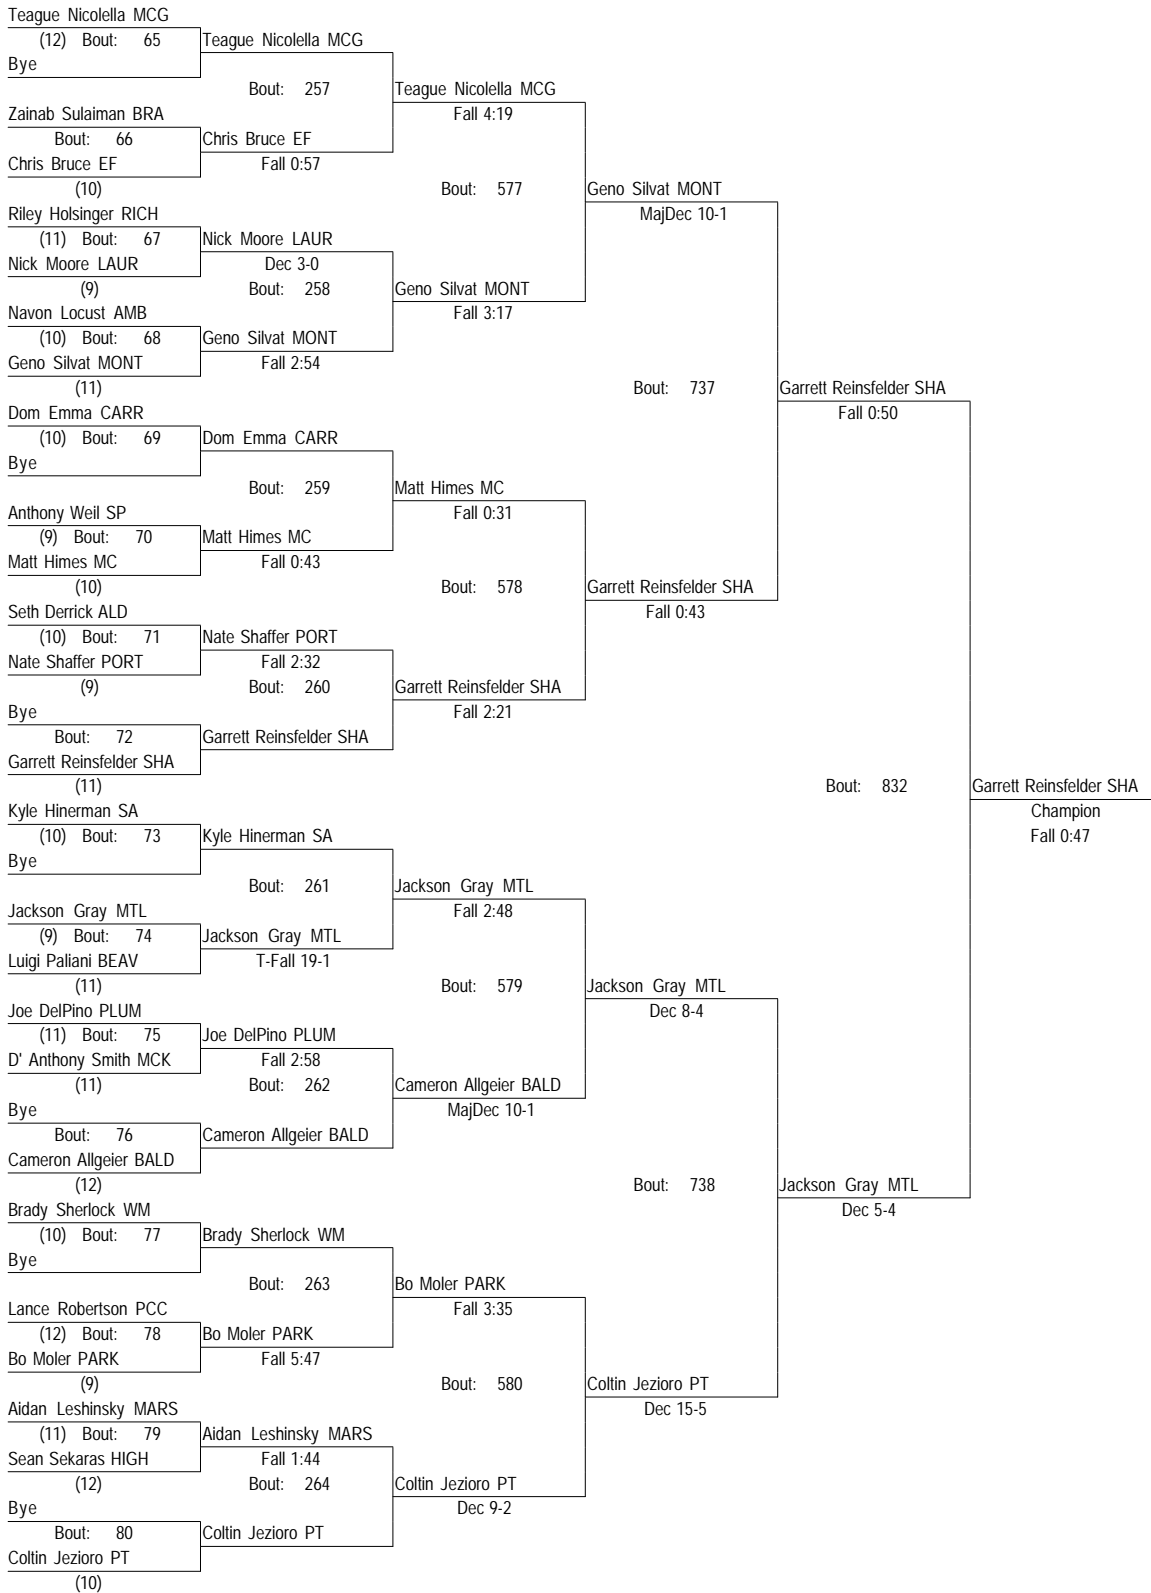 Teague Nicolella MCG
(12) Bout: 65
Bye
Teague Nicolella MCG
Bout: 257
Teague Nicolella MCG
Fall 4:19
Zainab Sulaiman BRA
Bout: 66
Chris Bruce EF
(10)
Chris Bruce EF
Fall 0:57
Bout: 577
Geno Silvat MONT
MajDec 10-1
Riley Holsinger RICH
(11) Bout: 67
Nick Moore LAUR
(9)
Nick Moore LAUR
Dec 3-0
Bout: 258
Geno Silvat MONT
Fall 3:17
Navon Locust AMB
(10) Bout: 68
Geno Silvat MONT
(11)
Geno Silvat MONT
Fall 2:54
Bout: 737
Garrett Reinsfelder SHA
Fall 0:50
Dom Emma CARR
(10) Bout: 69
Bye
Dom Emma CARR
Bout: 259
Matt Himes MC
Fall 0:31
Anthony Weil SP
(9) Bout: 70
Matt Himes MC
(10)
Matt Himes MC
Fall 0:43
Bout: 578
Garrett Reinsfelder SHA
Fall 0:43
Seth Derrick ALD
(10) Bout: 71
Nate Shaffer PORT
(9)
Nate Shaffer PORT
Fall 2:32
Bout: 260
Garrett Reinsfelder SHA
Fall 2:21
Bye
Bout: 72
Garrett Reinsfelder SHA
(11)
Garrett Reinsfelder SHA
Bout: 832
Garrett Reinsfelder SHA
Champion
Fall 0:47
Kyle Hinerman SA
(10) Bout: 73
Bye
Kyle Hinerman SA
Bout: 261
Jackson Gray MTL
Fall 2:48
Jackson Gray MTL
(9) Bout: 74
Luigi Paliani BEAV
(11)
Jackson Gray MTL
T-Fall 19-1
Bout: 579
Jackson Gray MTL
Dec 8-4
Joe DelPino PLUM
(11) Bout: 75
D' Anthony Smith MCK
(11)
Joe DelPino PLUM
Fall 2:58
Bout: 262
Cameron Allgeier BALD
MajDec 10-1
Bye
Bout: 76
Cameron Allgeier BALD
(12)
Cameron Allgeier BALD
Bout: 738
Jackson Gray MTL
Dec 5-4
Brady Sherlock WM
(10) Bout: 77
Bye
Brady Sherlock WM
Bout: 263
Bo Moler PARK
Fall 3:35
Lance Robertson PCC
(12) Bout: 78
Bo Moler PARK
(9)
Bo Moler PARK
Fall 5:47
Bout: 580
Coltin Jezioro PT
Dec 15-5
Aidan Leshinsky MARS
(11) Bout: 79
Sean Sekaras HIGH
(12)
Aidan Leshinsky MARS
Fall 1:44
Bout: 264
Coltin Jezioro PT
Dec 9-2
Bye
Bout: 80
Coltin Jezioro PT
(10)
Coltin Jezioro PT